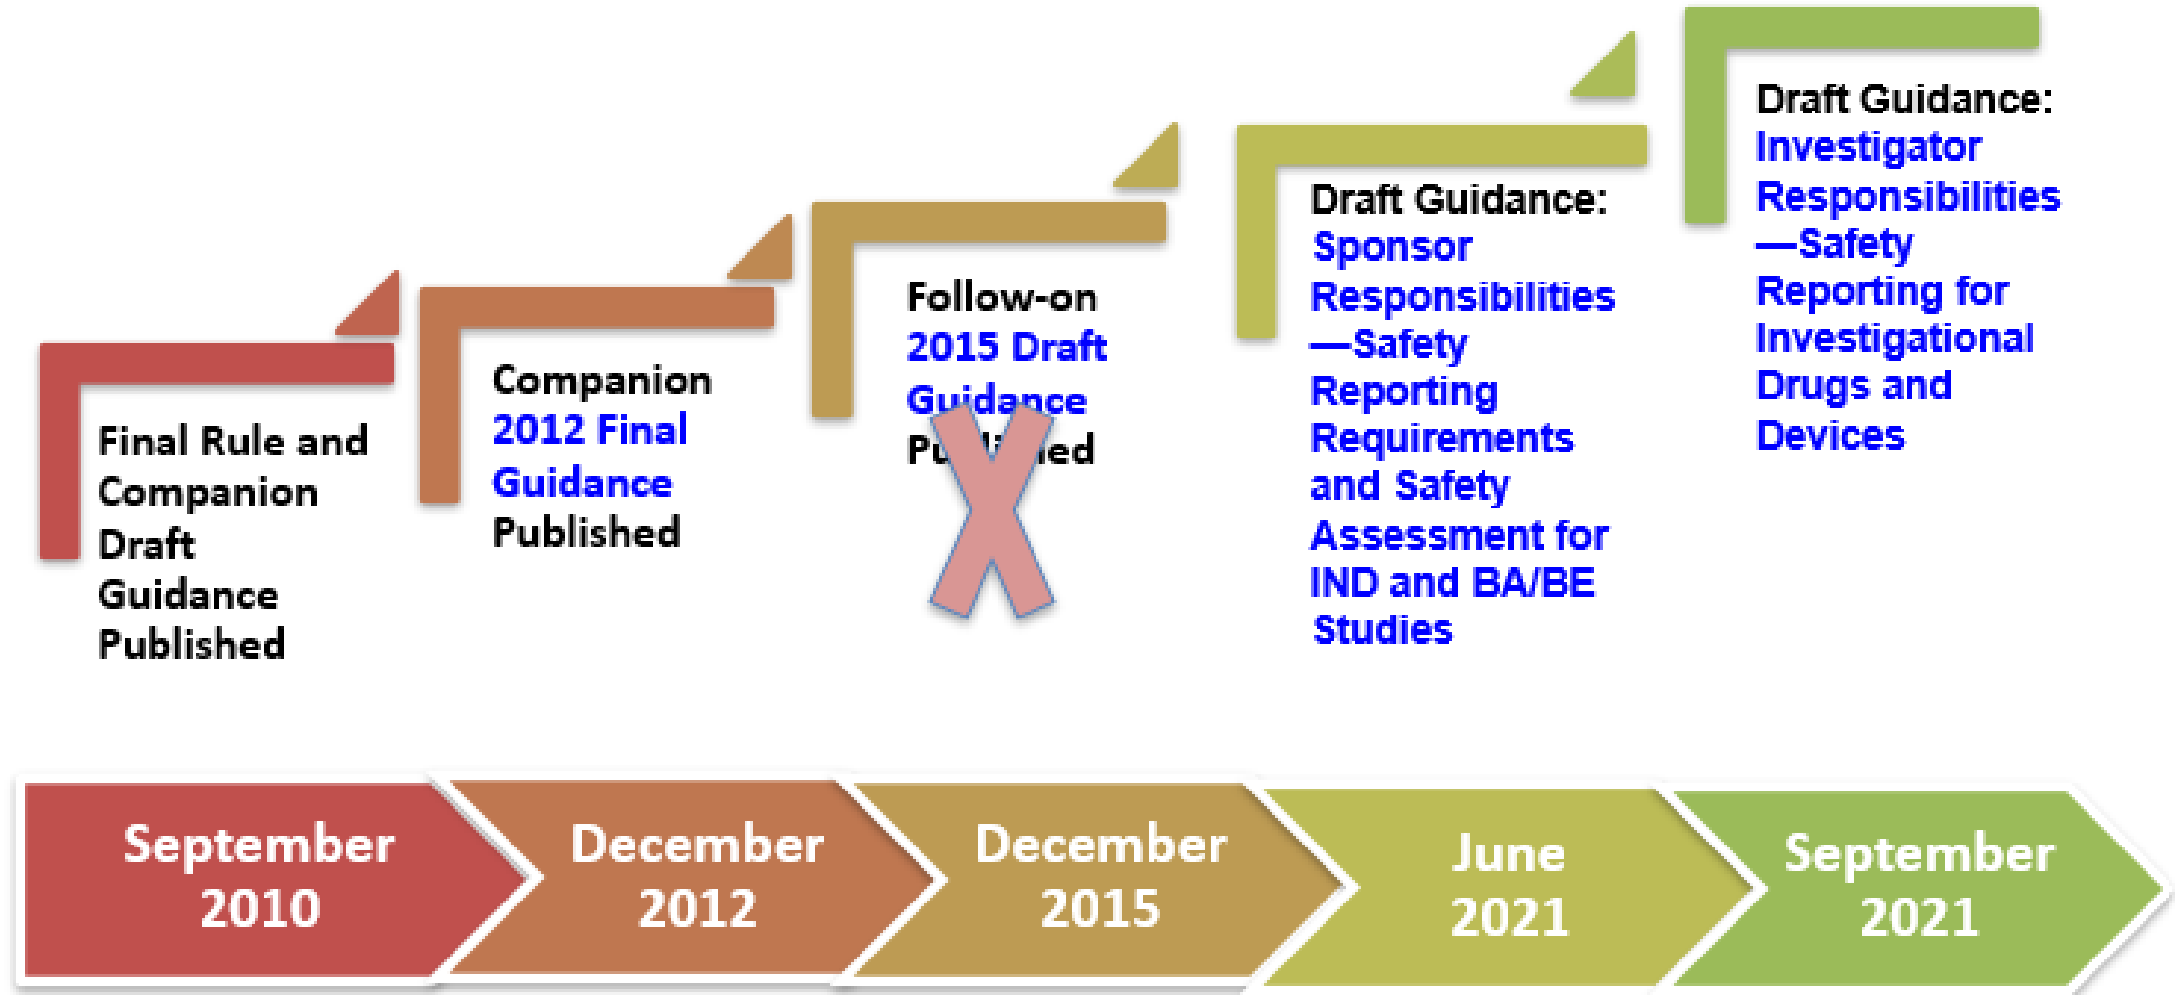 Final Rule and
Companion
Draft
Guidance
Published
Companion
2012 Final
Guidance
Published
Follow-on
2015 Draft
Guidance
Published
Draft Guidance:
Sponsor
Responsibilities
—Safety
Reporting
Requirements
and Safety
Assessment for
IND and BA/BE
Studies
Draft Guidance:
Investigator
Responsibilities
—Safety
Reporting for
Investigational
Drugs and
Devices
September
2010
December
2012
December
2015
June
2021
September
2021